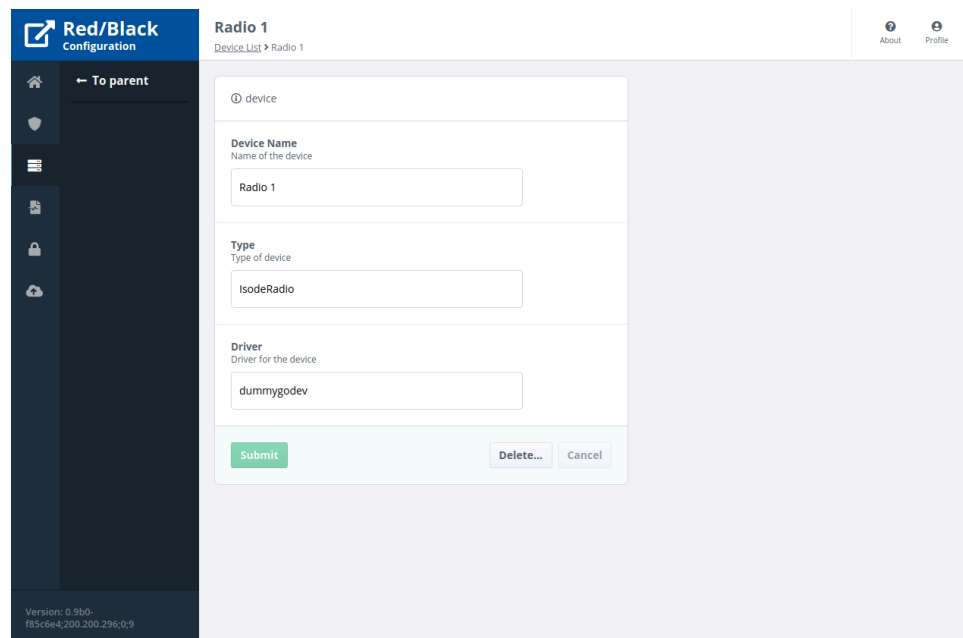 Red/Black
Configuration
Radio 1
Device List > Radio 1
About
Profile
← To parent
device
Device Name
Name of the device
Radio 1
Type
Type of device
IsodeRadio
Driver
Driver for the device
dummygodev
Submit
Delete...
Cancel
Version: 0.9b0-
f85c6e4;200.200.296;0;9